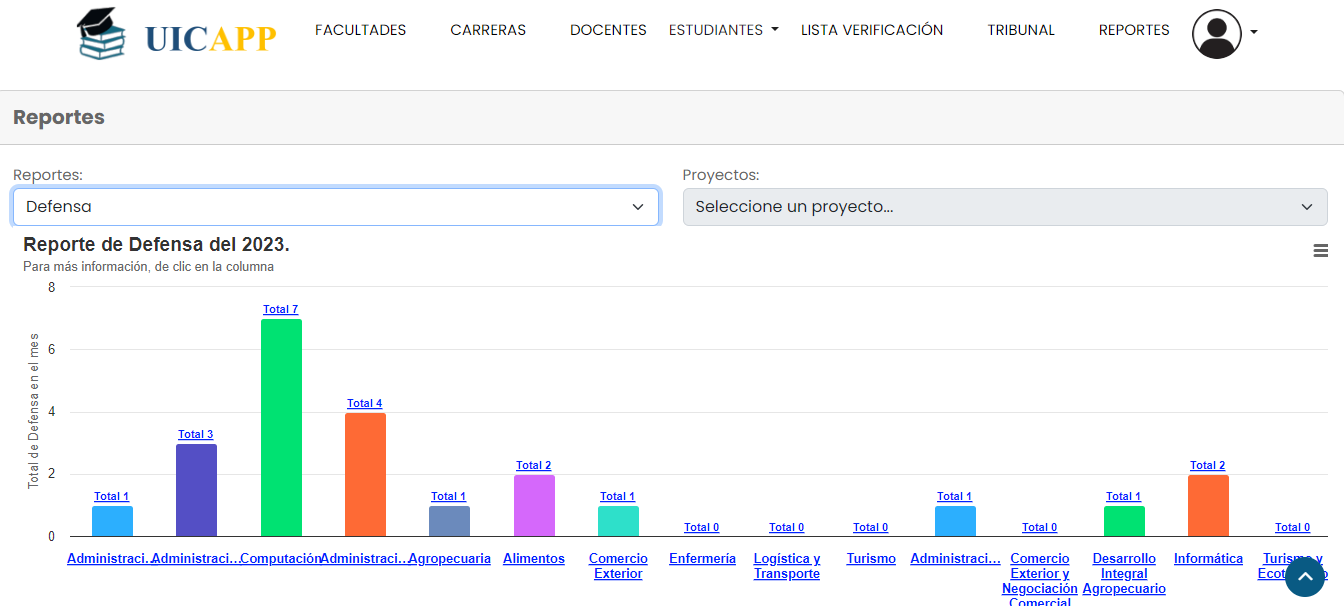 UICAPP
FACULTADES CARRERAS DOCENTES ESTUDIANTES LISTA VERIFICACIÓN TRIBUNAL REPORTES
Reportes
Reportes: Proyectos:
Defensa Seleccione un proyecto...
Reporte de Defensa del 2023.
Para más información, de clic en la columna
Total de Defensa en el mes
8
6
4
2
0
Total 1 Total 3 Total 7 Total 4 Total 1 Total 2 Total 1 Total 0 Total 0 Total 0 Total 1 Total 0 Total 1 Total 2 Total 0
Administraci...
Administraci...
Computación
Administraci...
Agropecuaria
Alimentos
Comercio
Exterior
Enfermería
Logística y
Transporte
Turismo
Administraci...
Comercio
Exterior y
Negociación
Comercial
Desarrollo
Integral
Agropecuario
Informática
Turismo y